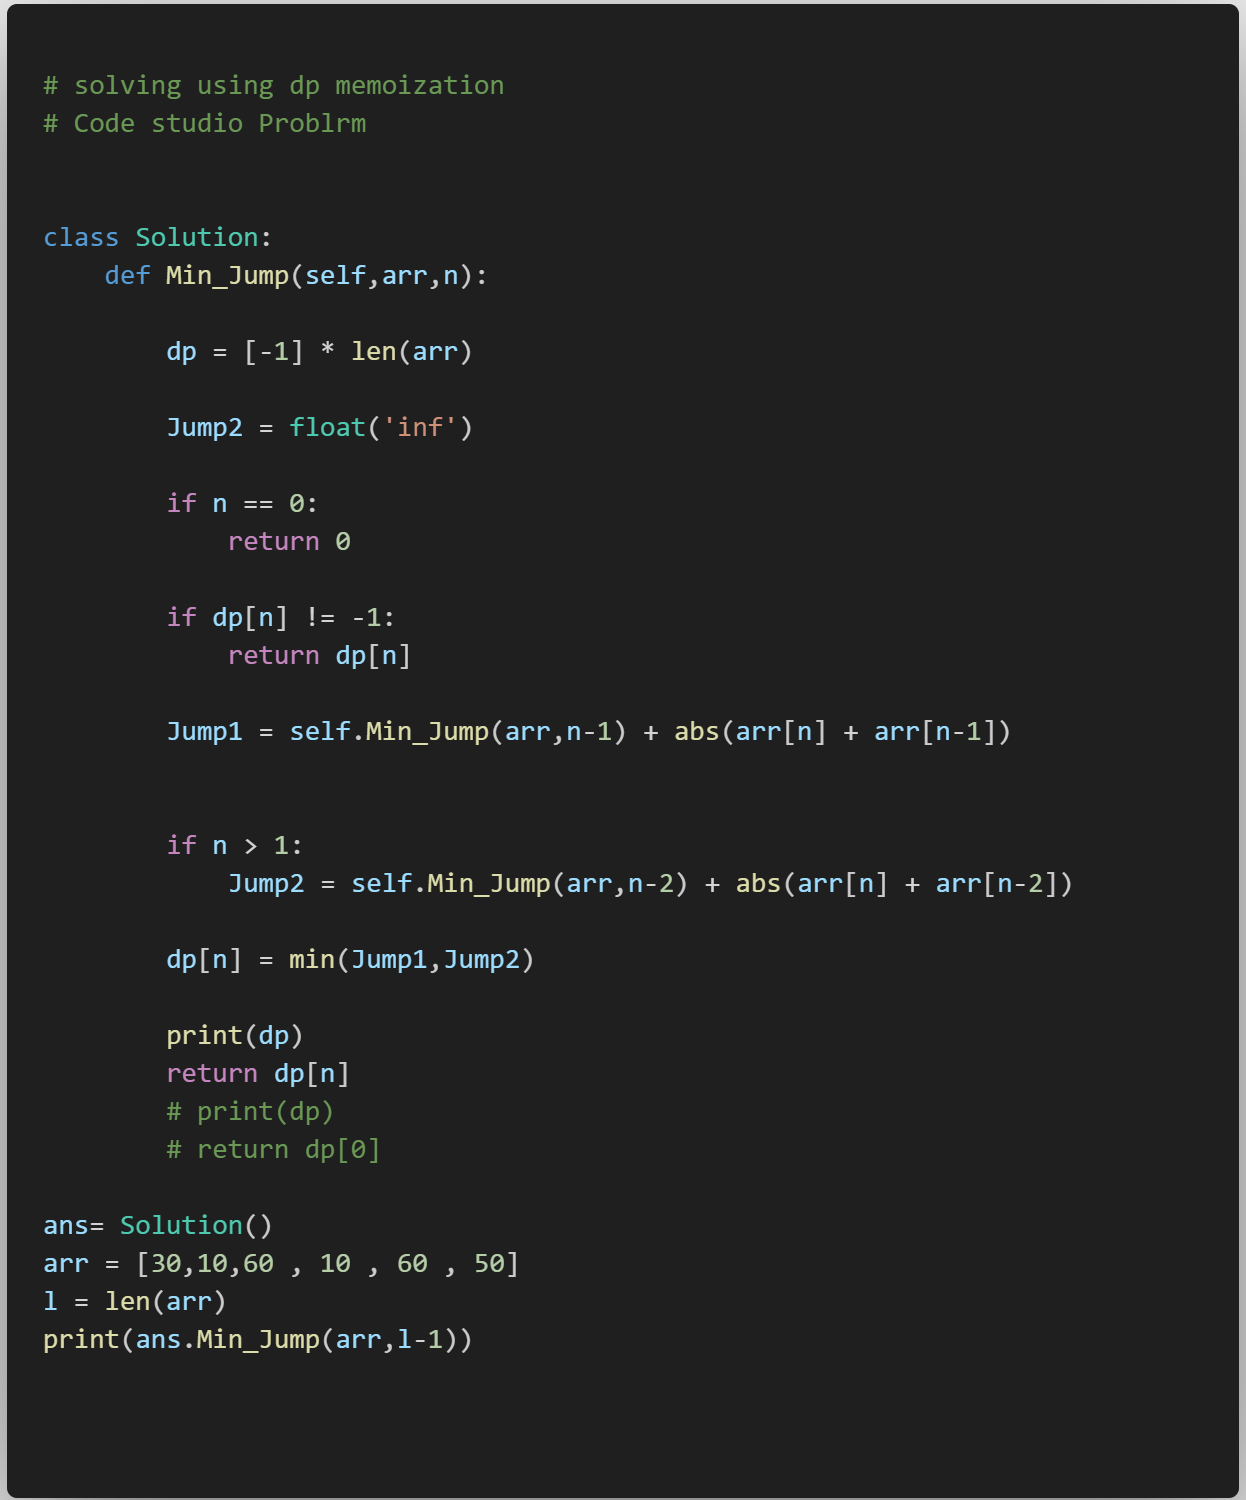 # solving using dp memoization
# Code studio Problrm
class Solution:
    def Min_Jump(self,arr,n):
        dp = [-1] * len(arr)
        Jump2 = float('inf')
        if n == 0:
            return 0
        if dp[n] != -1:
            return dp[n]
        Jump1 = self.Min_Jump(arr,n-1) + abs(arr[n] + arr[n-1])
        if n > 1:
            Jump2 = self.Min_Jump(arr,n-2) + abs(arr[n] + arr[n-2])
        dp[n] = min(Jump1,Jump2)
        print(dp)
        return dp[n]
        # print(dp)
        # return dp[0]
ans= Solution()
arr = [30,10,60 , 10 , 60 , 50]
l = len(arr)
print(ans.Min_Jump(arr,l-1))